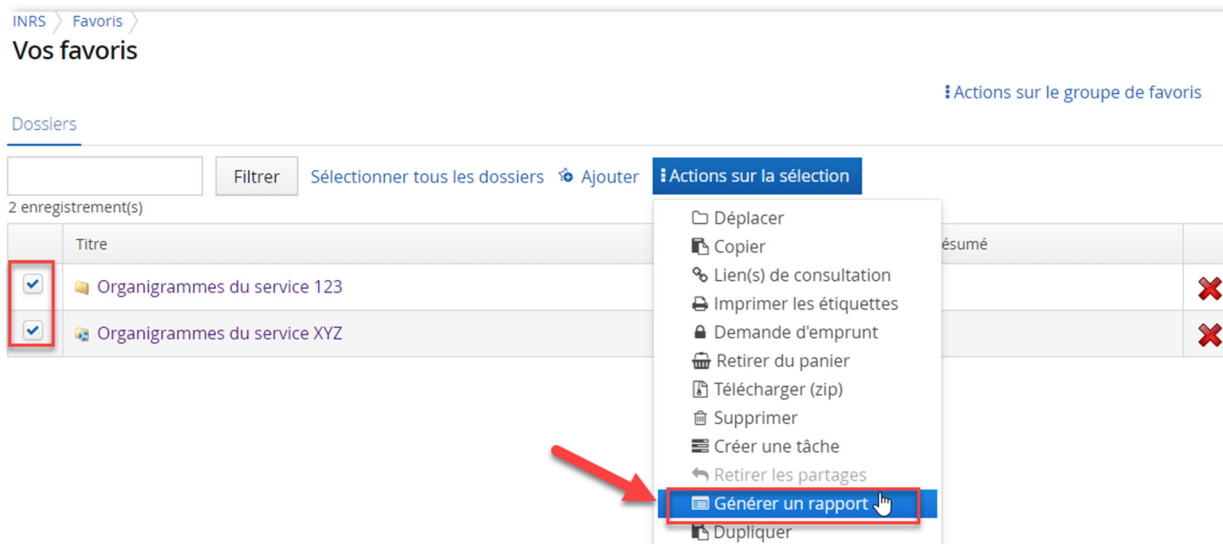 INRS Favoris
Vos favoris
Actions sur le groupe de favoris
Dossiers
Filtrer Sélectionner tous les dossiers Ajouter Actions sur la sélection
2 enregistrement(s)
Titre ésumé
Organigrammes du service 123
Organigrammes du service XYZ
Déplacer
Copier
Lien(s) de consultation
Imprimer les étiquettes
Demande d'emprunt
Retirer du panier
Télécharger (zip)
Supprimer
Créer une tâche
Retirer les partages
Générer un rapport
Dupliquer